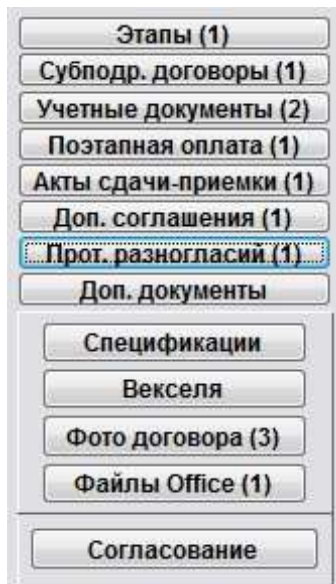 Этапы (1)
Субподр. договоры (1)
Учетные документы (2)
Поэтапная оплата (1)
Акты сдачи-приемки (1)
Доп. соглашения (1)
Прот. разногласий (1)
Доп. документы
Спецификации
Векселя
Фото договора (3)
Файлы Office (1)
Согласование